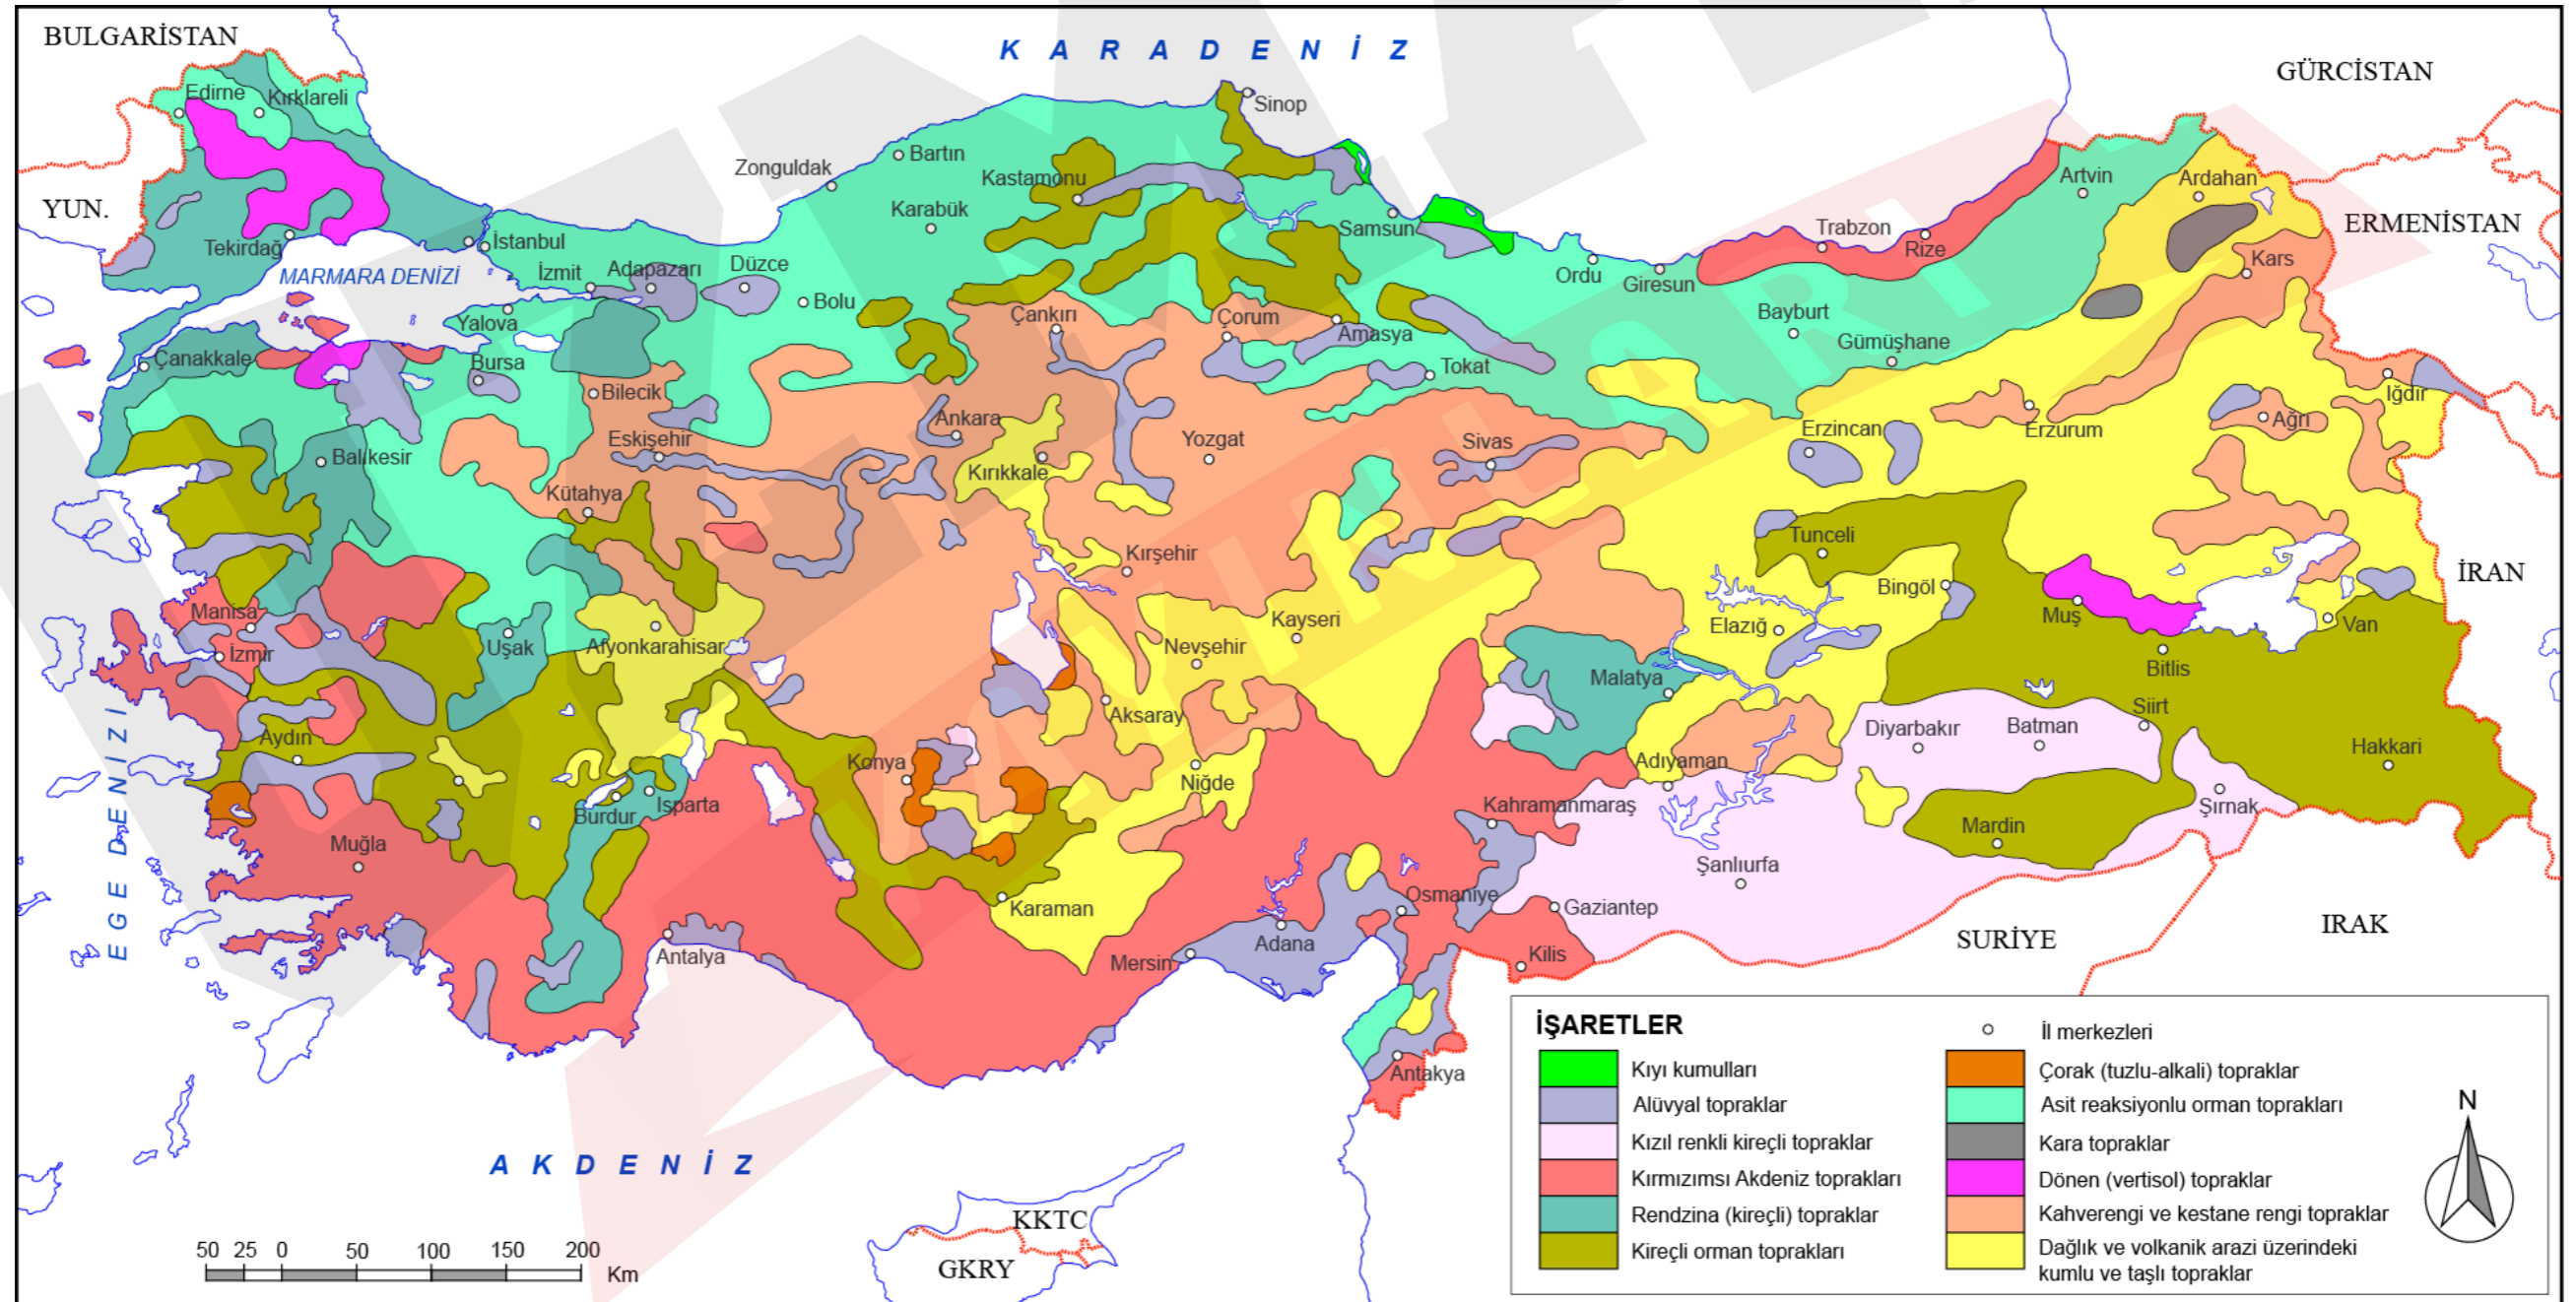 BULGARİSTAN
KARADENİZ
GÜRCİSTAN
Edirne
Kırklareli
Sinop
Zonguldak
Bartın
Kastamonu
Artvin
Ardahan
YUN.
Karabük
ERMENİSTAN
Tekirdağ
İstanbul
Samsun
Trabzon
Rize
Kars
MARMARA DENİZİ
İzmit
Adapazarı
Düzce
Ordu
Giresun
Bolu
Yalova
Çankırı
Çorum
Amasya
Bayburt
Gümüşhane
Çanakkale
Bursa
Tokat
Bilecik
Iğdır
Ankara
Ağrı
Eskişehir
Yozgat
Sivas
Erzincan
Erzurum
Balıkesir
Kırıkkale
Kütahya
Tunceli
Kırşehir
İRAN
Bingöl
Manisa
Muş
Van
Uşak
Afyonkarahisar
Kayseri
Elazığ
İzmir
Nevşehir
Bitlis
Malatya
Aksaray
Siirt
Aydın
Diyarbakır
Batman
Hakkari
Konya
Niğde
Adıyaman
EGE DENİZİ
Isparta
Burdur
Kahramanmaraş
Şırnak
Mardin
Muğla
Şanlıurfa
Osmaniye
Karaman
Gaziantep
IRAK
Adana
SURİYE
Antalya
Mersin
Kilis
Antakya
AKDENİZ
KKTC
GKRY
50 25 0 50 100 150 200
Km
İŞARETLER
Kıyı kumulları
Alüvyal topraklar
Kızıl renkli kireçli topraklar
Kırmızımsı Akdeniz toprakları
Rendzina (kireçli) topraklar
Kireçli orman toprakları
İl merkezleri
Çorak (tuzlu-alkali) topraklar
Asit reaksiyonlu orman toprakları
Kara topraklar
Dönen (vertisol) topraklar
Kahverengi ve kestane rengi topraklar
Dağlık ve volkanik arazi üzerindeki
kumlu ve taşlı topraklar
N